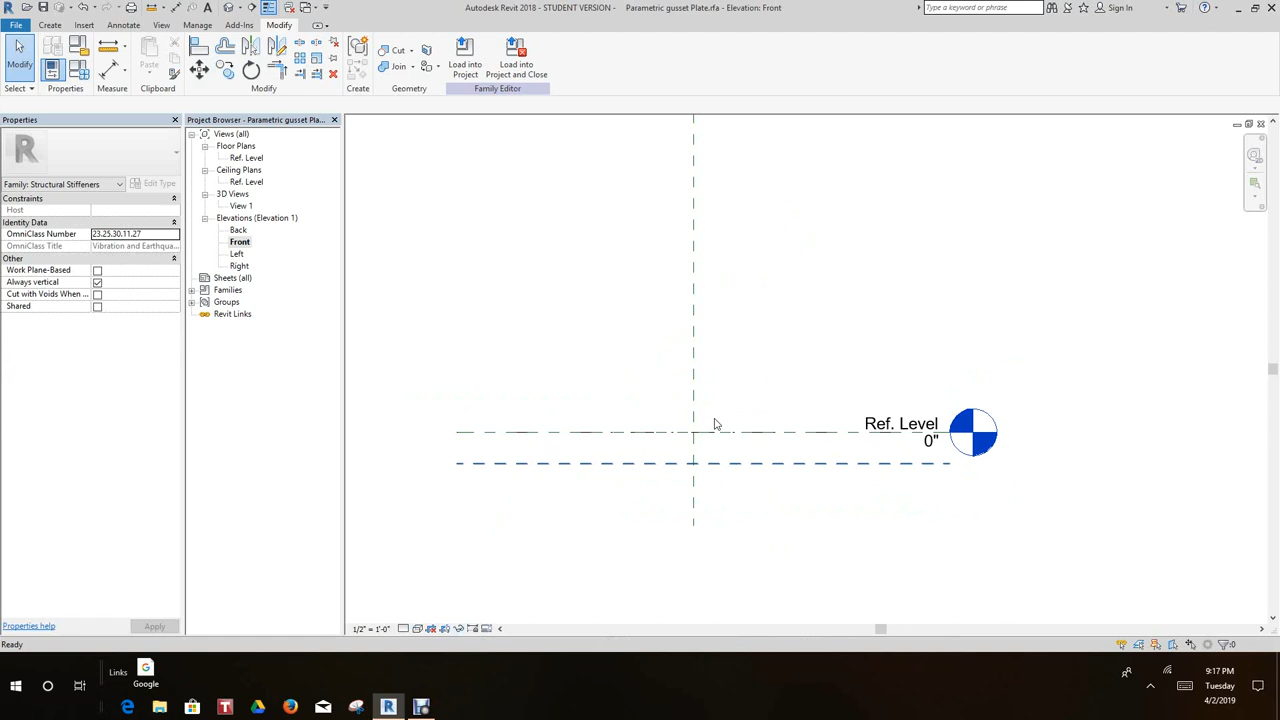 Autodesk Revit 2018 - STUDENT VERSION - Parametric gusset Plate.rfa - Elevation: Front
Type a keyword or phrase
Sign In
File Create Insert Annotate View Manage Add-Ins Modify
Modify
Paste
Cut
Join
Load into
Project
Load into
Project and Close
Select Properties Clipboard Measure Modify Create Geometry Family Editor
Properties
Family: Structural Stiffeners
Edit Type
Constraints
Host
Identity Data
OmniClass Number 23.25.30.11.27
OmniClass Title Vibration and Earthqua...
Other
Work Plane-Based
Always vertical
Cut with Voids When ...
Shared
Properties help
Apply
Project Browser - Parametric gusset Pla...
Views (all)
Floor Plans
Ref. Level
Ceiling Plans
Ref. Level
3D Views
View 1
Elevations (Elevation 1)
Back
Front
Left
Right
Sheets (all)
Families
Groups
Revit Links
Ref. Level
0"
1/2" = 1'-0"
Ready
:0
Links
Google
9:17 PM
Tuesday
4/2/2019